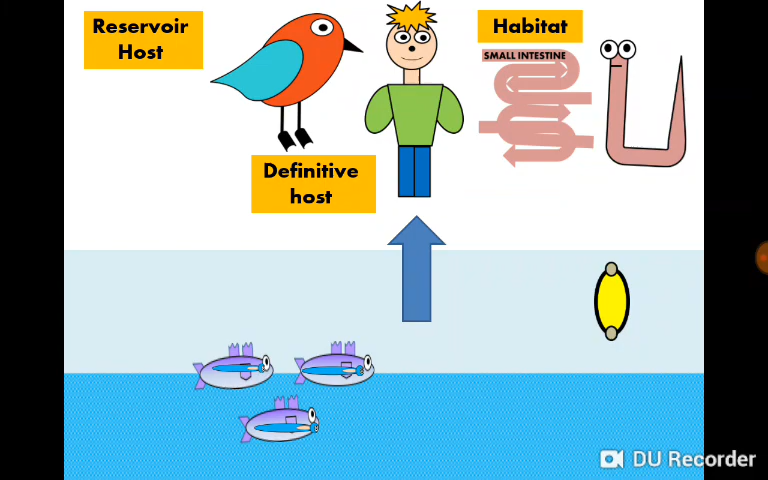 Reservoir
Host
Habitat
SMALL INTESTINE
Definitive
host
DU Recorder